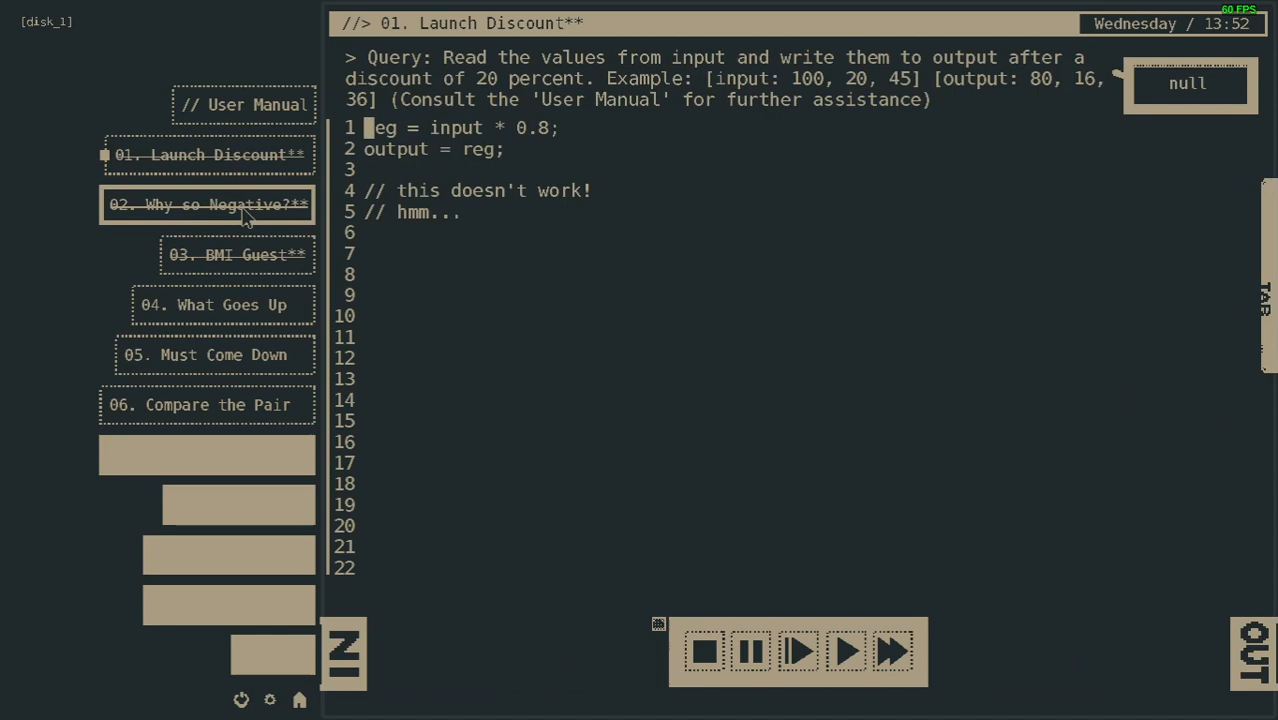 60 FPS
[disk_1]
//> 01. Launch Discount**
Wednesday / 13:52
// User Manual
01. Launch Discount**
02. Why so Negative?**
03. BMI Guest**
04. What Goes Up
05. Must Come Down
06. Compare the Pair
> Query: Read the values from input and write them to output after a
discount of 20 percent. Example: [input: 100, 20, 45] [output: 80, 16,
36] (Consult the 'User Manual' for further assistance)
null
1 reg = input * 0.8;
2 output = reg;
3
4 // this doesn't work!
5 // hmm...
6
7
8
9
10
11
12
13
14
15
16
17
18
19
20
21
22
TAB
IN
OUT